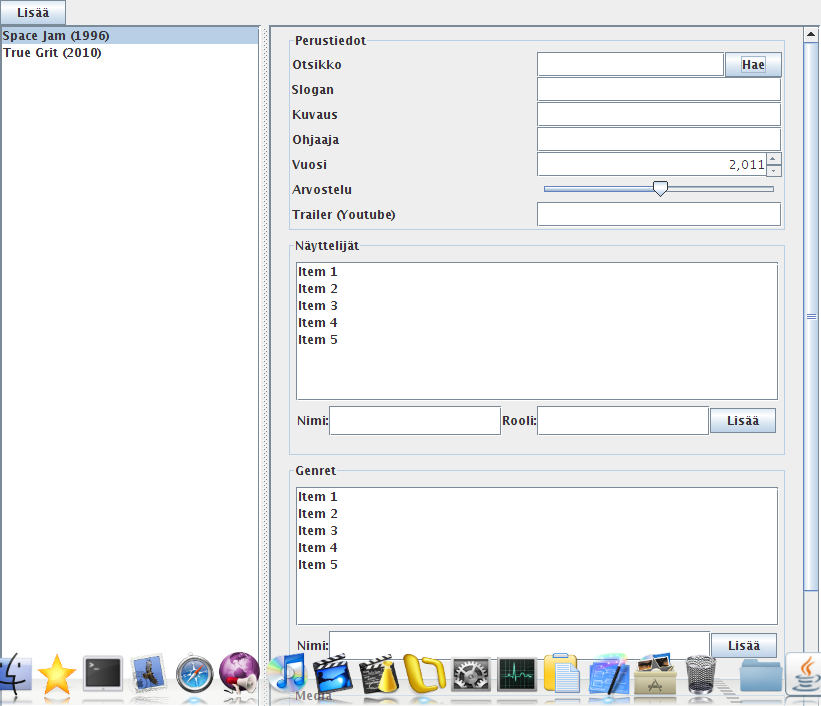 Lisää
Space Jam (1996)
True Grit (2010)
Perustiedot
Otsikko
Hae
Slogan
Kuvaus
Ohjaaja
Vuosi 2,011
Arvostelu
Trailer (Youtube)
Näyttelijät
Item 1
Item 2
Item 3
Item 4
Item 5
Nimi: Rooli: Lisää
Genret
Item 1
Item 2
Item 3
Item 4
Item 5
Nimi: Lisää
Media